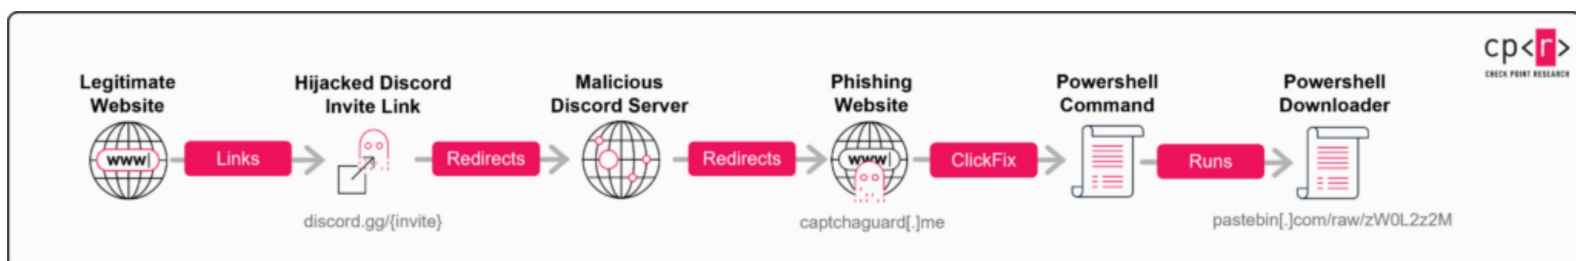 cp<r>
CHECK POINT RESEARCH
Legitimate
Website
Hijacked Discord
Invite Link
Malicious
Discord Server
Phishing
Website
Powershell
Command
Powershell
Downloader
www
Links
Redirects
Redirects
www
ClickFix
Runs
discord.gg/{invite}
captchaguard[.]me
pastebin[.]com/raw/zW0L2z2M